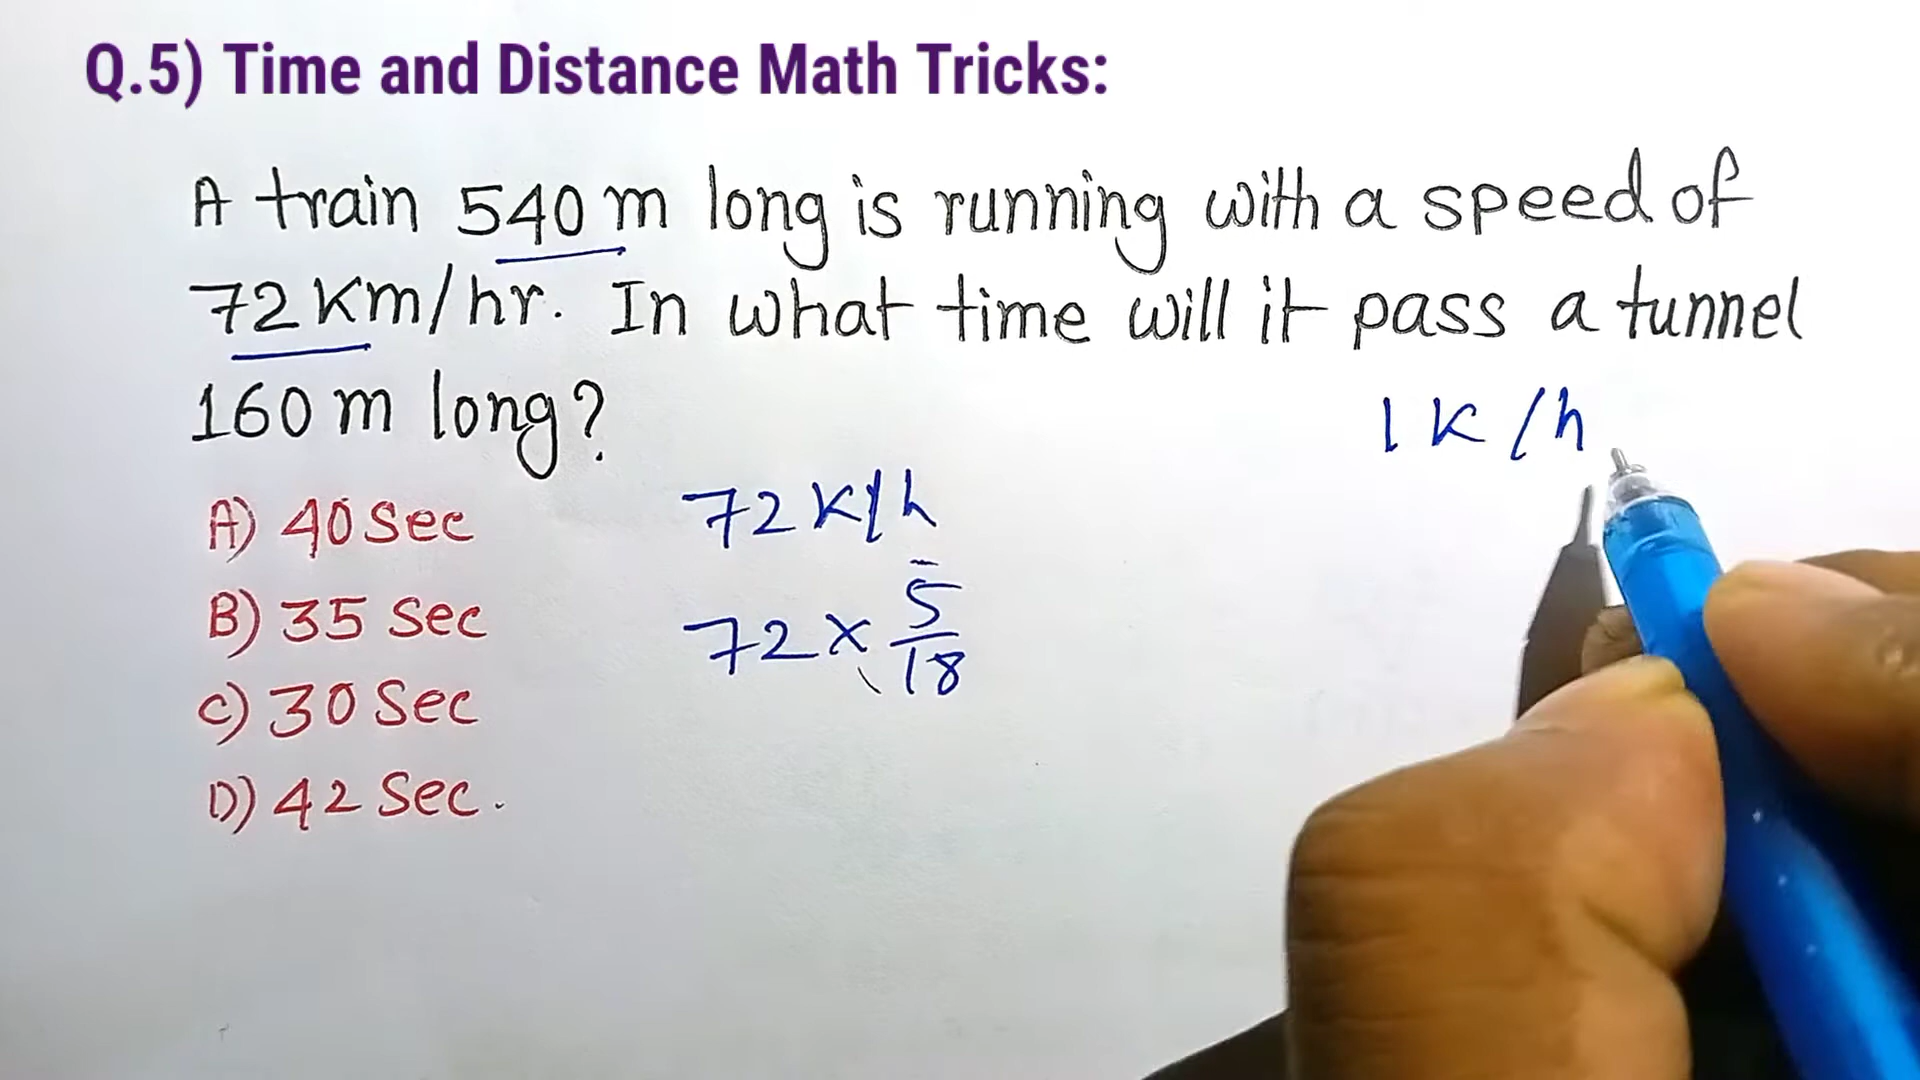 Q.5) Time and Distance Math Tricks:
A train 540 m long is running with a speed of
72 Km/hr. In what time will it pass a tunnel
160 m long?
1 K/h
A) 40 Sec
72 K/h
B) 35 Sec
72 × 5/18
C) 30 Sec
D) 42 Sec.